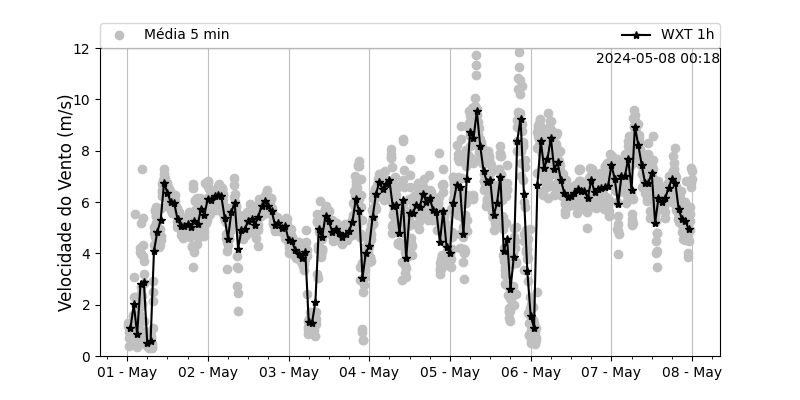 Média 5 min
WXT 1h
2024-05-08 00:18
Velocidade do Vento (m/s)
12
10
8
6
4
2
0
01 - May 02 - May 03 - May 04 - May 05 - May 06 - May 07 - May 08 - May